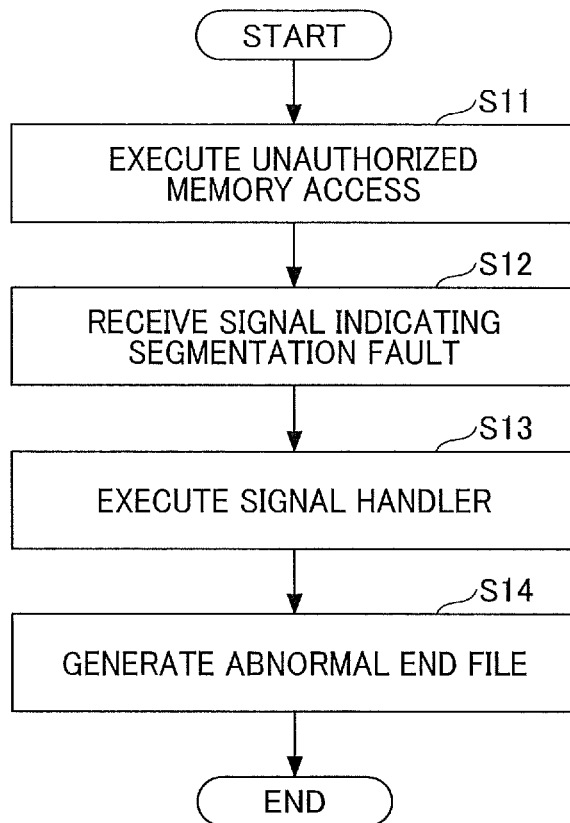 START
S11
EXECUTE UNAUTHORIZED
MEMORY ACCESS
S12
RECEIVE SIGNAL INDICATING
SEGMENTATION FAULT
S13
EXECUTE SIGNAL HANDLER
S14
GENERATE ABNORMAL END FILE
END